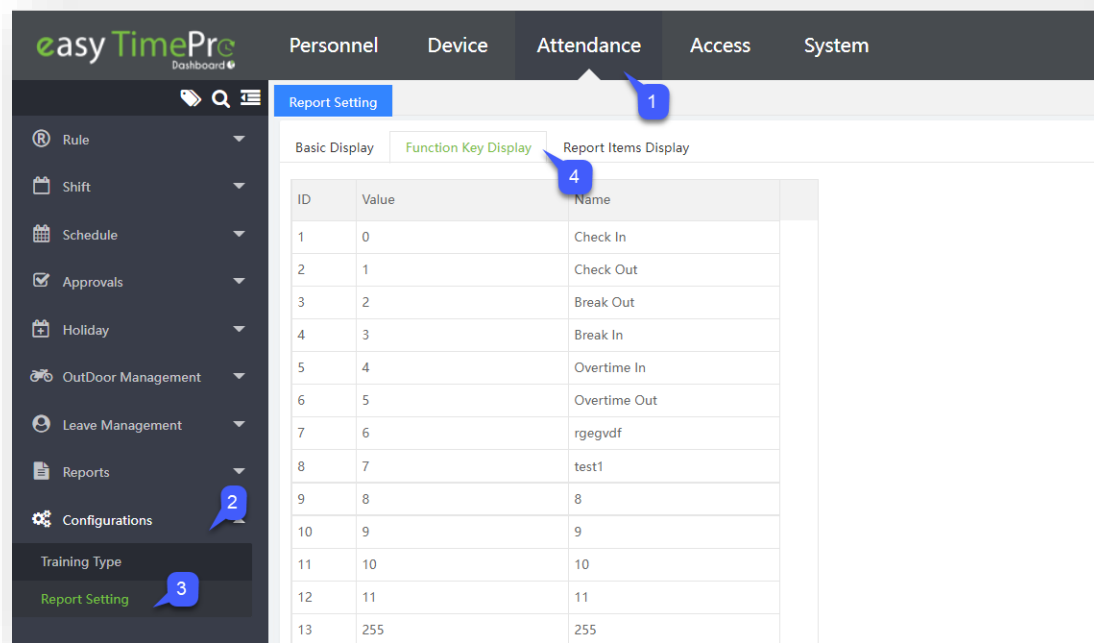 easy TimePro
Dashboard
Personnel Device Attendance Access System
1
Report Setting
Basic Display Function Key Display Report Items Display
4
Rule
Shift
Schedule
Approvals
Holiday
OutDoor Management
Leave Management
Reports
2
Configurations
Training Type
Report Setting
3
ID Value Name
1 0 Check In
2 1 Check Out
3 2 Break Out
4 3 Break In
5 4 Overtime In
6 5 Overtime Out
7 6 rgegvdf
8 7 test1
9 8 8
10 9 9
11 10 10
12 11 11
13 255 255